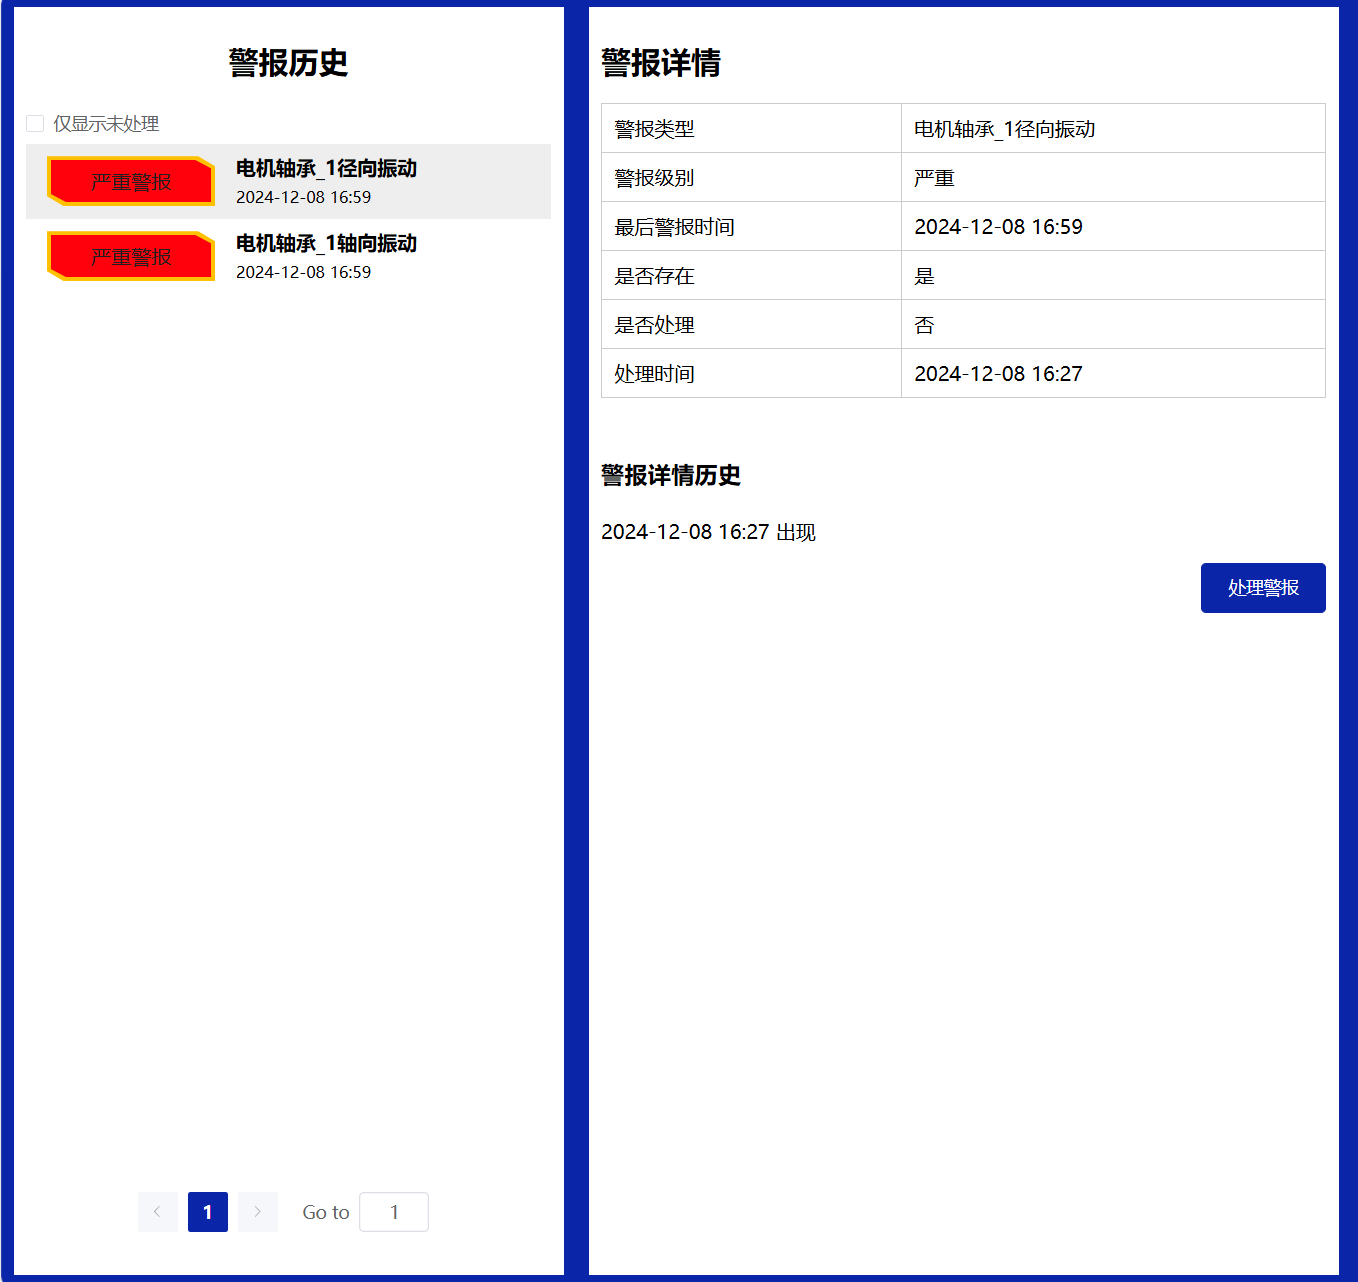 警报历史
仅显示未处理
严重警报
电机轴承_1径向振动
2024-12-08 16:59
严重警报
电机轴承_1轴向振动
2024-12-08 16:59
1
Go to
1
警报详情
警报类型 电机轴承_1径向振动
警报级别 严重
最后警报时间 2024-12-08 16:59
是否存在 是
是否处理 否
处理时间 2024-12-08 16:27
警报详情历史
2024-12-08 16:27 出现
处理警报